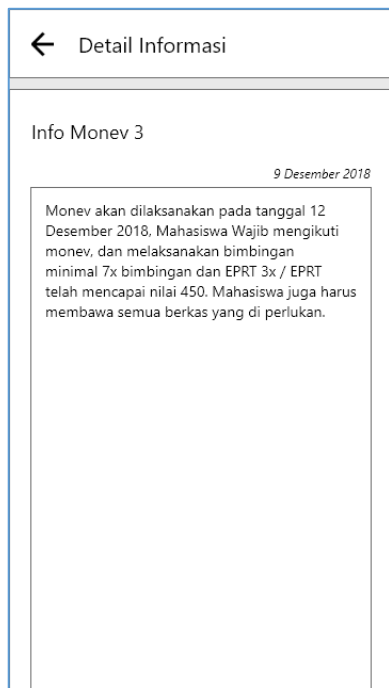 Detail Informasi
Info Monev 3
9 Desember 2018
Monev akan dilaksanakan pada tanggal 12
Desember 2018, Mahasiswa Wajib mengikuti
monev, dan melaksanakan bimbingan
minimal 7x bimbingan dan EPRT 3x / EPRT
telah mencapai nilai 450. Mahasiswa juga harus
membawa semua berkas yang di perlukan.